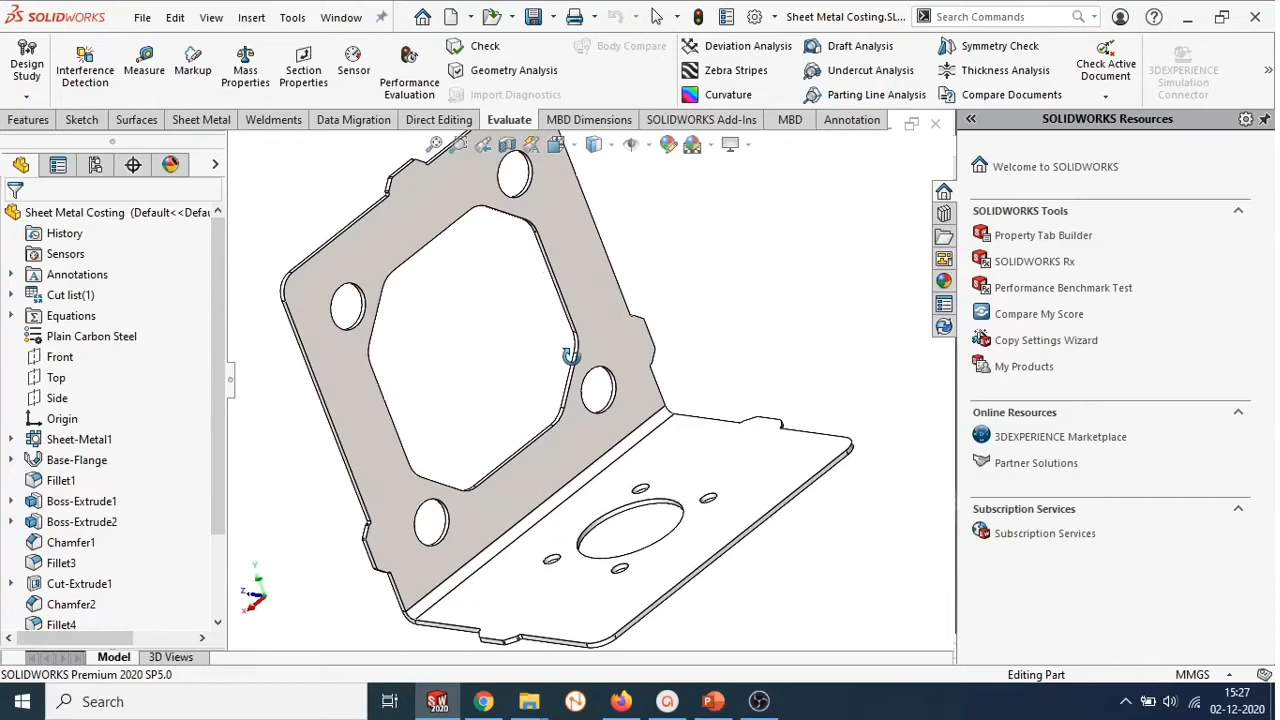 SOLIDWORKS
File
Edit
View
Insert
Tools
Window
Sheet Metal Costing.SL...
Search Commands
Design
Study
Interference
Detection
Measure
Markup
Mass
Properties
Section
Properties
Sensor
Performance
Evaluation
Check
Geometry Analysis
Import Diagnostics
Body Compare
Deviation Analysis
Zebra Stripes
Curvature
Draft Analysis
Undercut Analysis
Parting Line Analysis
Symmetry Check
Thickness Analysis
Compare Documents
Check Active
Document
3DEXPERIENCE
Simulation
Connector
Features
Sketch
Surfaces
Sheet Metal
Weldments
Data Migration
Direct Editing
Evaluate
MBD Dimensions
SOLIDWORKS Add-Ins
MBD
Annotation
Sheet Metal Costing (Default<<Defau
History
Sensors
Annotations
Cut list(1)
Equations
Plain Carbon Steel
Front
Top
Side
Origin
Sheet-Metal1
Base-Flange
Fillet1
Boss-Extrude1
Boss-Extrude2
Chamfer1
Fillet3
Cut-Extrude1
Chamfer2
Fillet4
Y
Z
X
SOLIDWORKS Resources
Welcome to SOLIDWORKS
SOLIDWORKS Tools
Property Tab Builder
SOLIDWORKS Rx
Performance Benchmark Test
Compare My Score
Copy Settings Wizard
My Products
Online Resources
3DEXPERIENCE Marketplace
Partner Solutions
Subscription Services
Subscription Services
Model
3D Views
SOLIDWORKS Premium 2020 SP5.0
Editing Part
MMGS
Search
SW
2020
15:27
02-12-2020